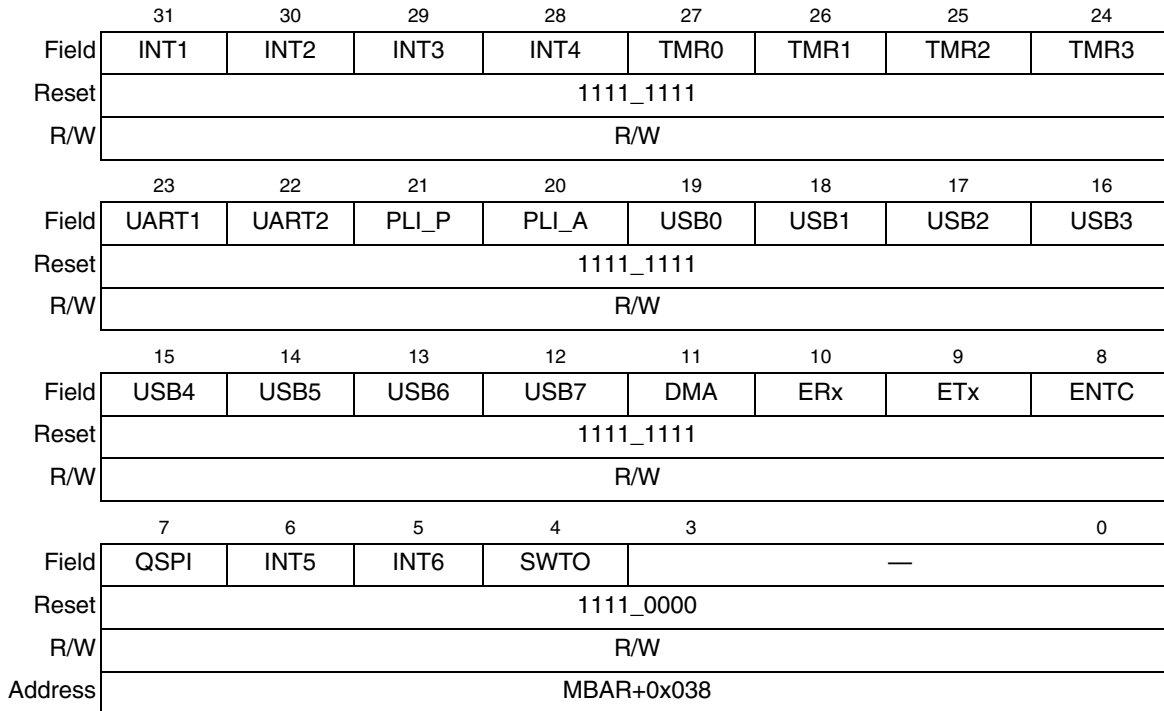 31 30 29 28 27 26 25 24
Field INT1 INT2 INT3 INT4 TMR0 TMR1 TMR2 TMR3
Reset 1111_1111
R/W R/W
23 22 21 20 19 18 17 16
Field UART1 UART2 PLI_P PLI_A USB0 USB1 USB2 USB3
Reset 1111_1111
R/W R/W
15 14 13 12 11 10 9 8
Field USB4 USB5 USB6 USB7 DMA ERx ETx ENTC
Reset 1111_1111
R/W R/W
7 6 5 4 3 0
Field QSPI INT5 INT6 SWTO —
Reset 1111_0000
R/W R/W
Address MBAR+0x038